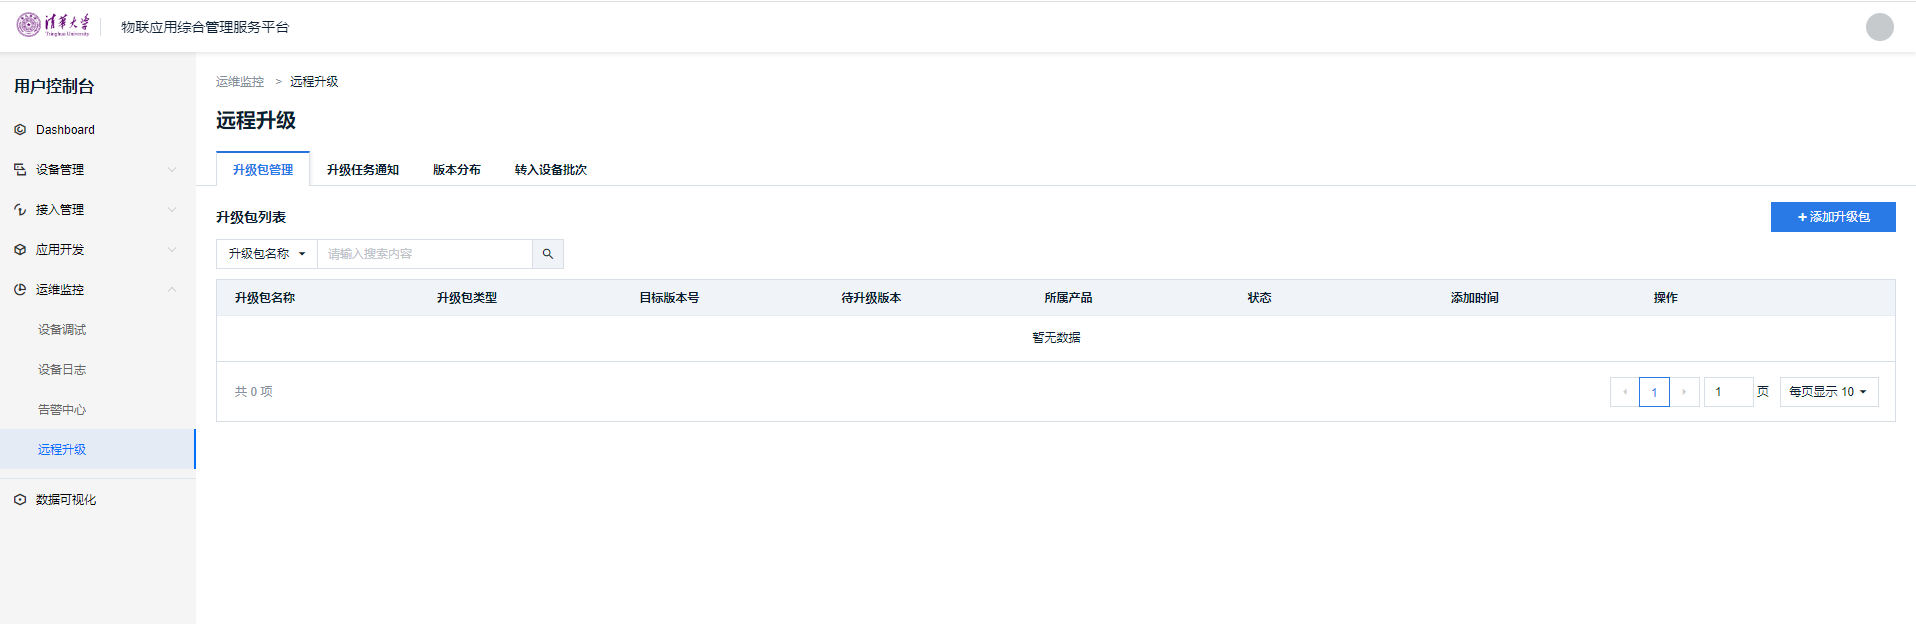 清华大学
Tsinghua University
物联应用综合管理服务平台
用户控制台
Dashboard
设备管理
接入管理
应用开发
运维监控
设备调试
设备日志
告警中心
远程升级
数据可视化
运维监控 > 远程升级
远程升级
升级包管理 升级任务通知 版本分布 转入设备批次
升级包列表
+ 添加升级包
升级包名称 请输入搜索内容
升级包名称 升级包类型 目标版本号 待升级版本 所属产品 状态 添加时间 操作
暂无数据
共 0 项
1 1 页 每页显示 10